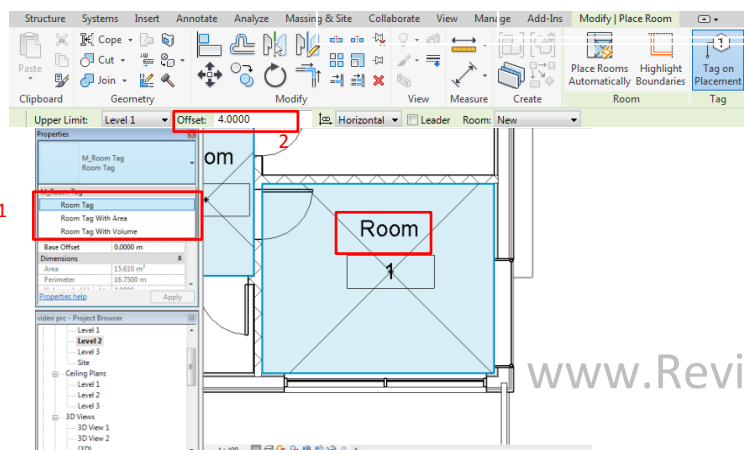 Structure Systems Insert Annotate Analyze Massing & Site Collaborate View Manage Add-Ins Modify | Place Room
Paste
Cope
Cut
Join
Place Rooms Automatically
Highlight Boundaries
Tag on Placement
Clipboard Geometry Modify View Measure Create Room Tag
Upper Limit: Level 1 Offset: 4.0000 Horizontal Leader Room: New
2
Properties
M_Room Tag
Room Tag
M_Room Tag
1
Room Tag
Room Tag With Area
Room Tag With Volume
Base Offset 0.0000 m
Dimensions
Area 15.610 m²
Perimeter 16.7500 m
Properties help Apply
om
Room
1
video prc - Project Browser
Level 1
Level 2
Level 3
Site
Ceiling Plans
Level 1
Level 2
Level 3
3D Views
3D View 1
3D View 2
{3D}
www.Revi